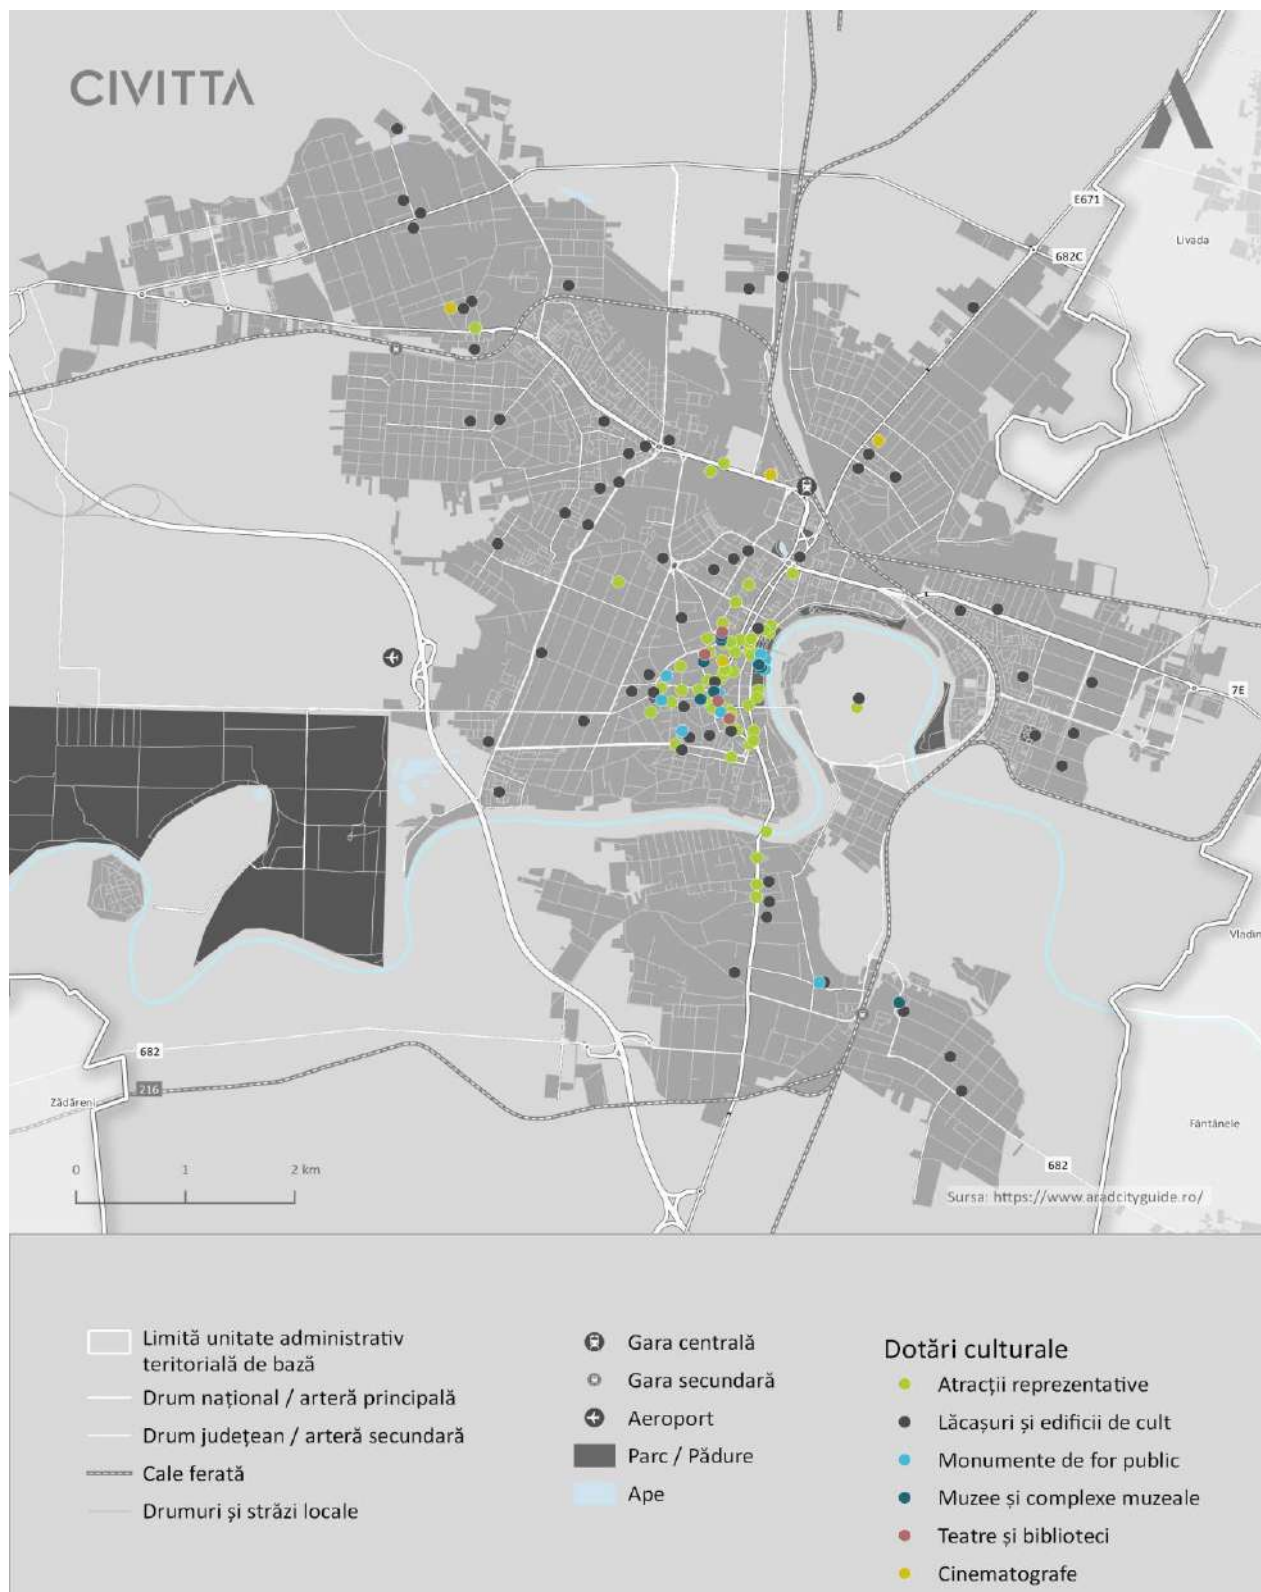 CIVITTA
E671
Livada
682C
7E
Vladim
682
216
Zădăreni
Fântânele
0 1 2 km
682
Sursa: https://www.aradcityguide.ro/
Limită unitate administrativ
teritorială de bază
Drum național / arteră principală
Drum județean / arteră secundară
Cale ferată
Drumuri și străzi locale
Gara centrală
Gara secundară
Aeroport
Parc / Pădure
Ape
Dotări culturale
Atracții reprezentative
Lăcașuri și edificii de cult
Monumente de for public
Muzee și complexe muzeale
Teatre și biblioteci
Cinematografe